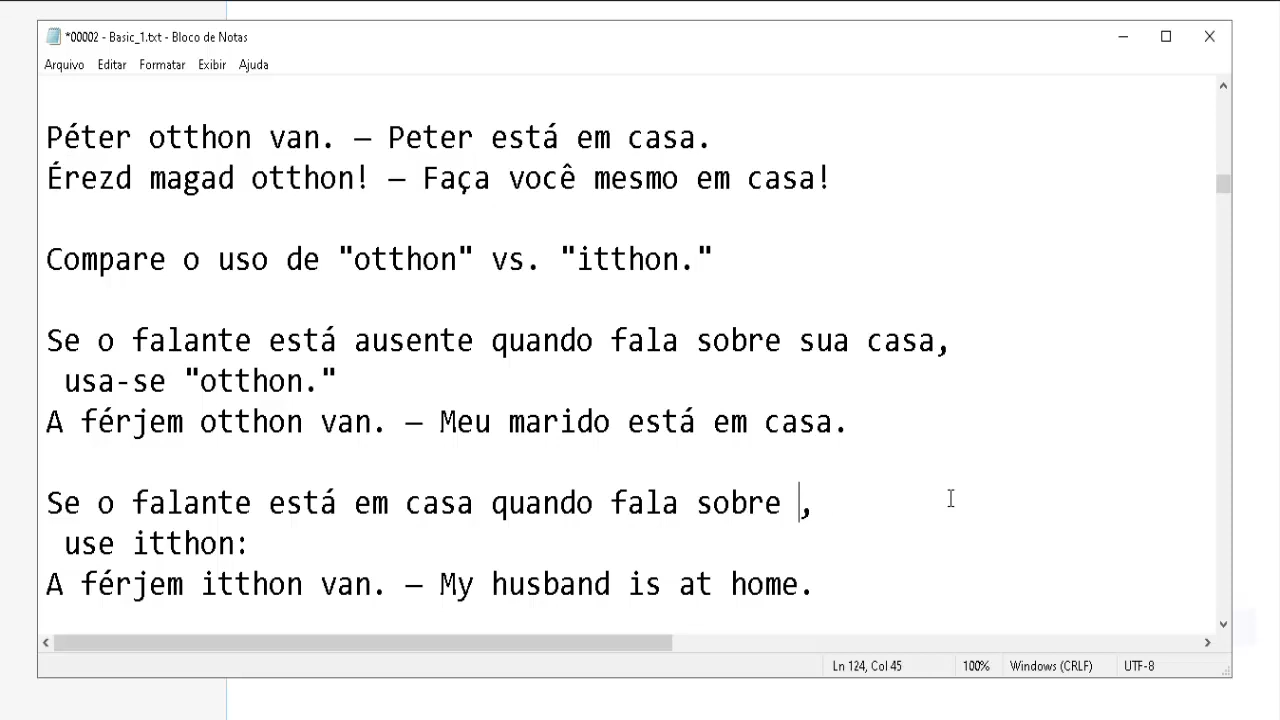 *00002 - Basic_1.txt - Bloco de Notas
Arquivo Editar Formatar Exibir Ajuda
Péter otthon van. — Peter está em casa.
Érezd magad otthon! — Faça você mesmo em casa!
Compare o uso de "otthon" vs. "itthon."
Se o falante está ausente quando fala sobre sua casa,
usa-se "otthon."
A férjem otthon van. — Meu marido está em casa.
Se o falante está em casa quando fala sobre ,
use itthon:
A férjem itthon van. — My husband is at home.
Ln 124, Col 45 100% Windows (CRLF) UTF-8